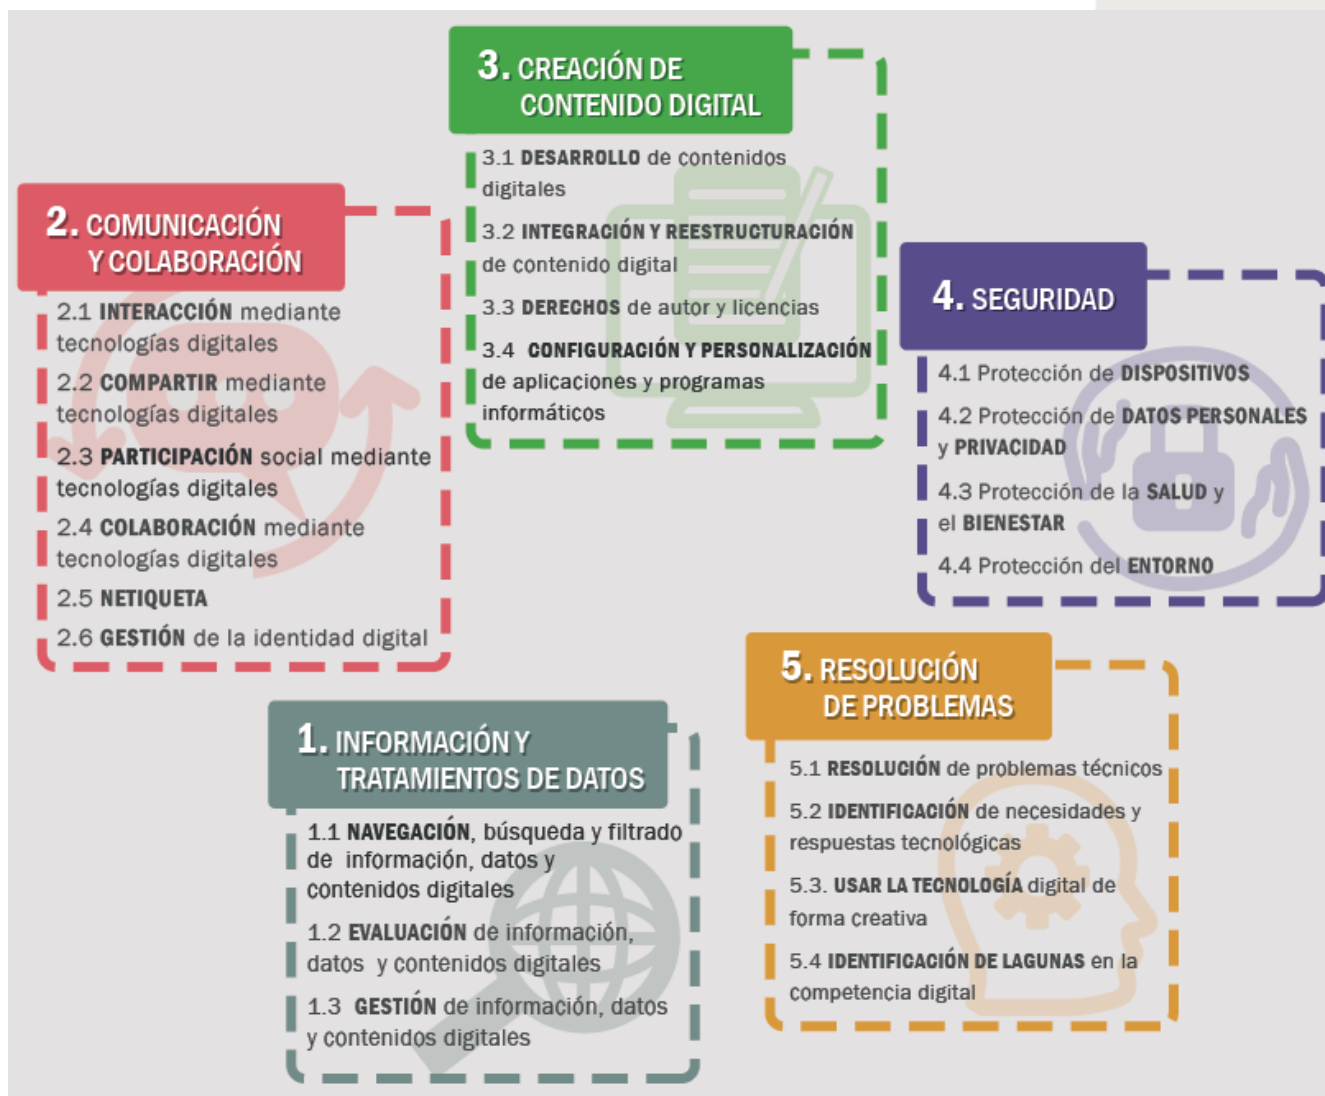 3. CREACIÓN DE
CONTENIDO DIGITAL
3.1 DESARROLLO de contenidos
digitales
3.2 INTEGRACIÓN Y REESTRUCTURACIÓN
de contenido digital
3.3 DERECHOS de autor y licencias
3.4 CONFIGURACIÓN Y PERSONALIZACIÓN
de aplicaciones y programas
informáticos
2. COMUNICACIÓN
Y COLABORACIÓN
2.1 INTERACCIÓN mediante
tecnologías digitales
2.2 COMPARTIR mediante
tecnologías digitales
2.3 PARTICIPACIÓN social mediante
tecnologías digitales
2.4 COLABORACIÓN mediante
tecnologías digitales
2.5 NETIQUETA
2.6 GESTIÓN de la identidad digital
4. SEGURIDAD
4.1 Protección de DISPOSITIVOS
4.2 Protección de DATOS PERSONALES
y PRIVACIDAD
4.3 Protección de la SALUD y
el BIENESTAR
4.4 Protección del ENTORNO
1. INFORMACIÓN Y
TRATAMIENTOS DE DATOS
1.1 NAVEGACIÓN, búsqueda y filtrado
de información, datos y
contenidos digitales
1.2 EVALUACIÓN de información,
datos y contenidos digitales
1.3 GESTIÓN de información, datos
y contenidos digitales
5. RESOLUCIÓN
DE PROBLEMAS
5.1 RESOLUCIÓN de problemas técnicos
5.2 IDENTIFICACIÓN de necesidades y
respuestas tecnológicas
5.3. USAR LA TECNOLOGÍA digital de
forma creativa
5.4 IDENTIFICACIÓN DE LAGUNAS en la
competencia digital